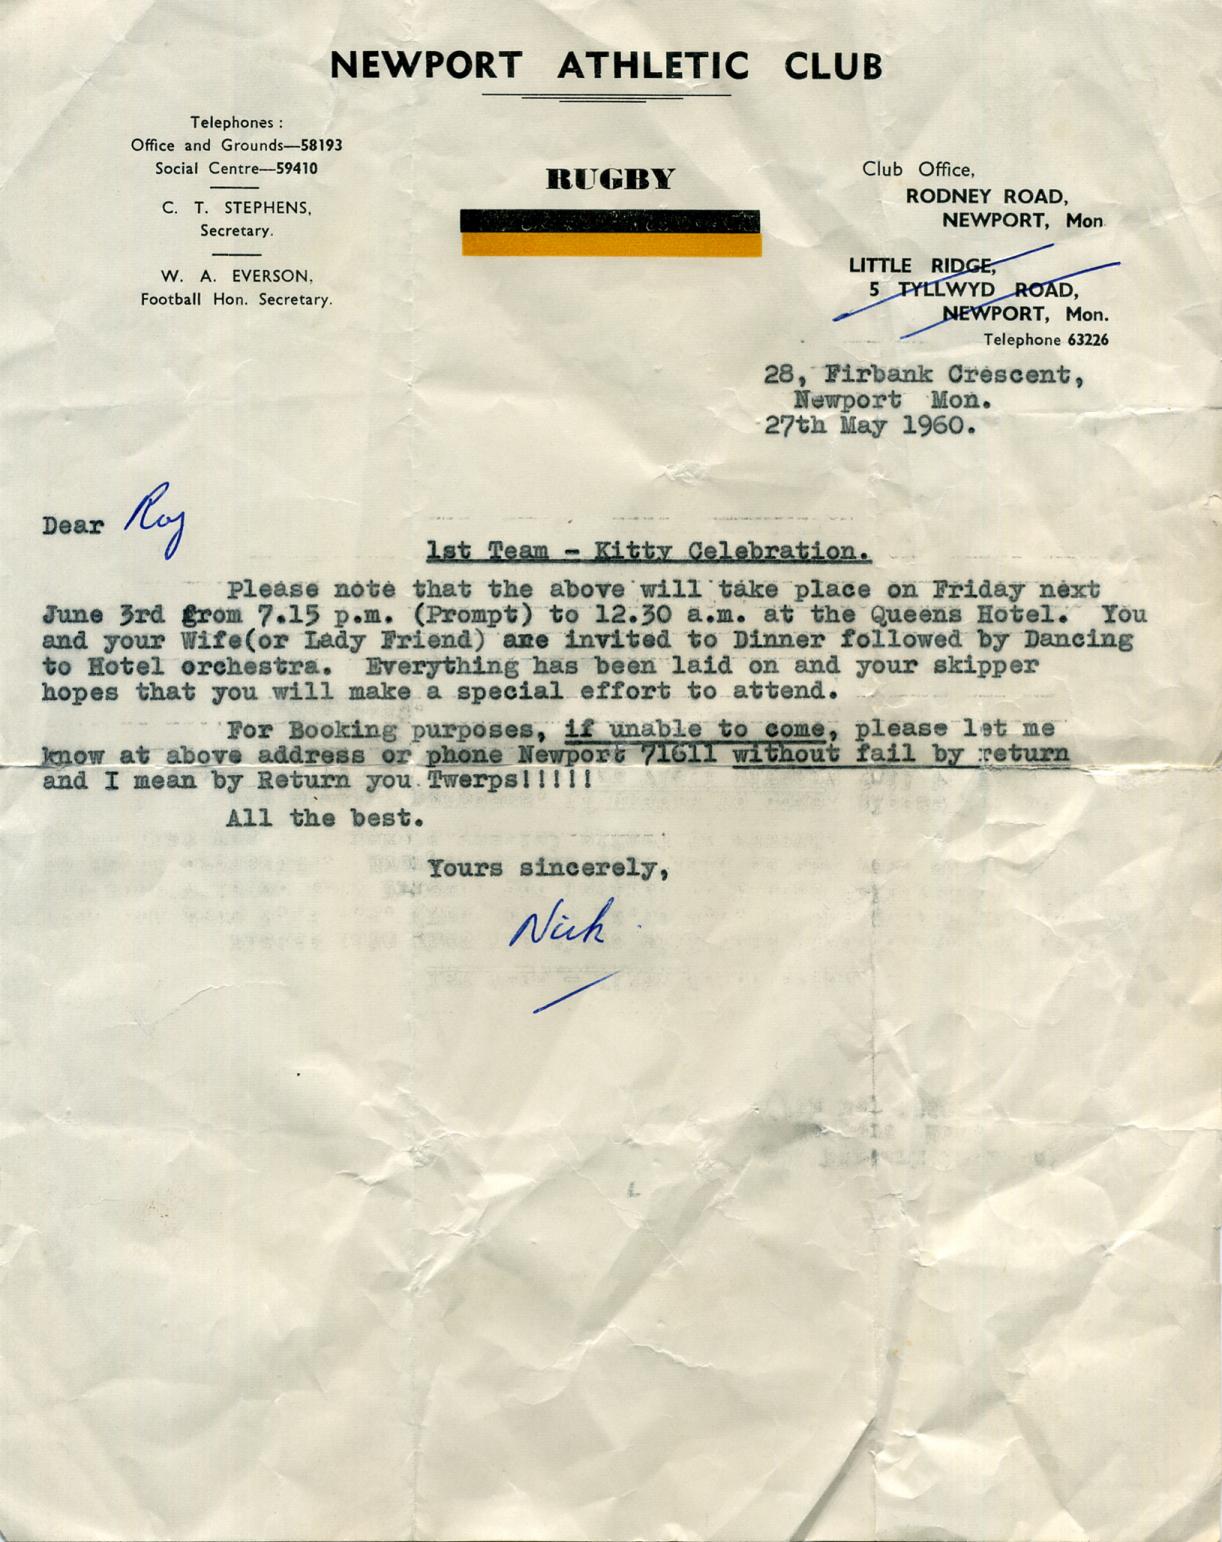 NEWPORT ATHLETIC CLUB
Telephones :
Office and Grounds—58193
Social Centre—59410
C. T. STEPHENS,
Secretary.
W. A. EVERSON,
Football Hon. Secretary.
RUGBY
Club Office,
RODNEY ROAD,
NEWPORT, Mon.
LITTLE RIDGE,
5 TYLLWYD ROAD,
NEWPORT, Mon.
Telephone 63226
28, Firbank Crescent,
Newport Mon.
27th May 1960.
Dear Roy
1st Team - Kitty Celebration.
Please note that the above will take place on Friday next
June 3rd from 7.15 p.m. (Prompt) to 12.30 a.m. at the Queens Hotel. You
and your Wife(or Lady Friend) are invited to Dinner followed by Dancing
to Hotel orchestra. Everything has been laid on and your skipper
hopes that you will make a special effort to attend.
For Booking purposes, if unable to come, please let me
know at above address or phone Newport 71611 without fail by return
and I mean by Return you Twerps!!!!!
All the best.
Yours sincerely,
Nick